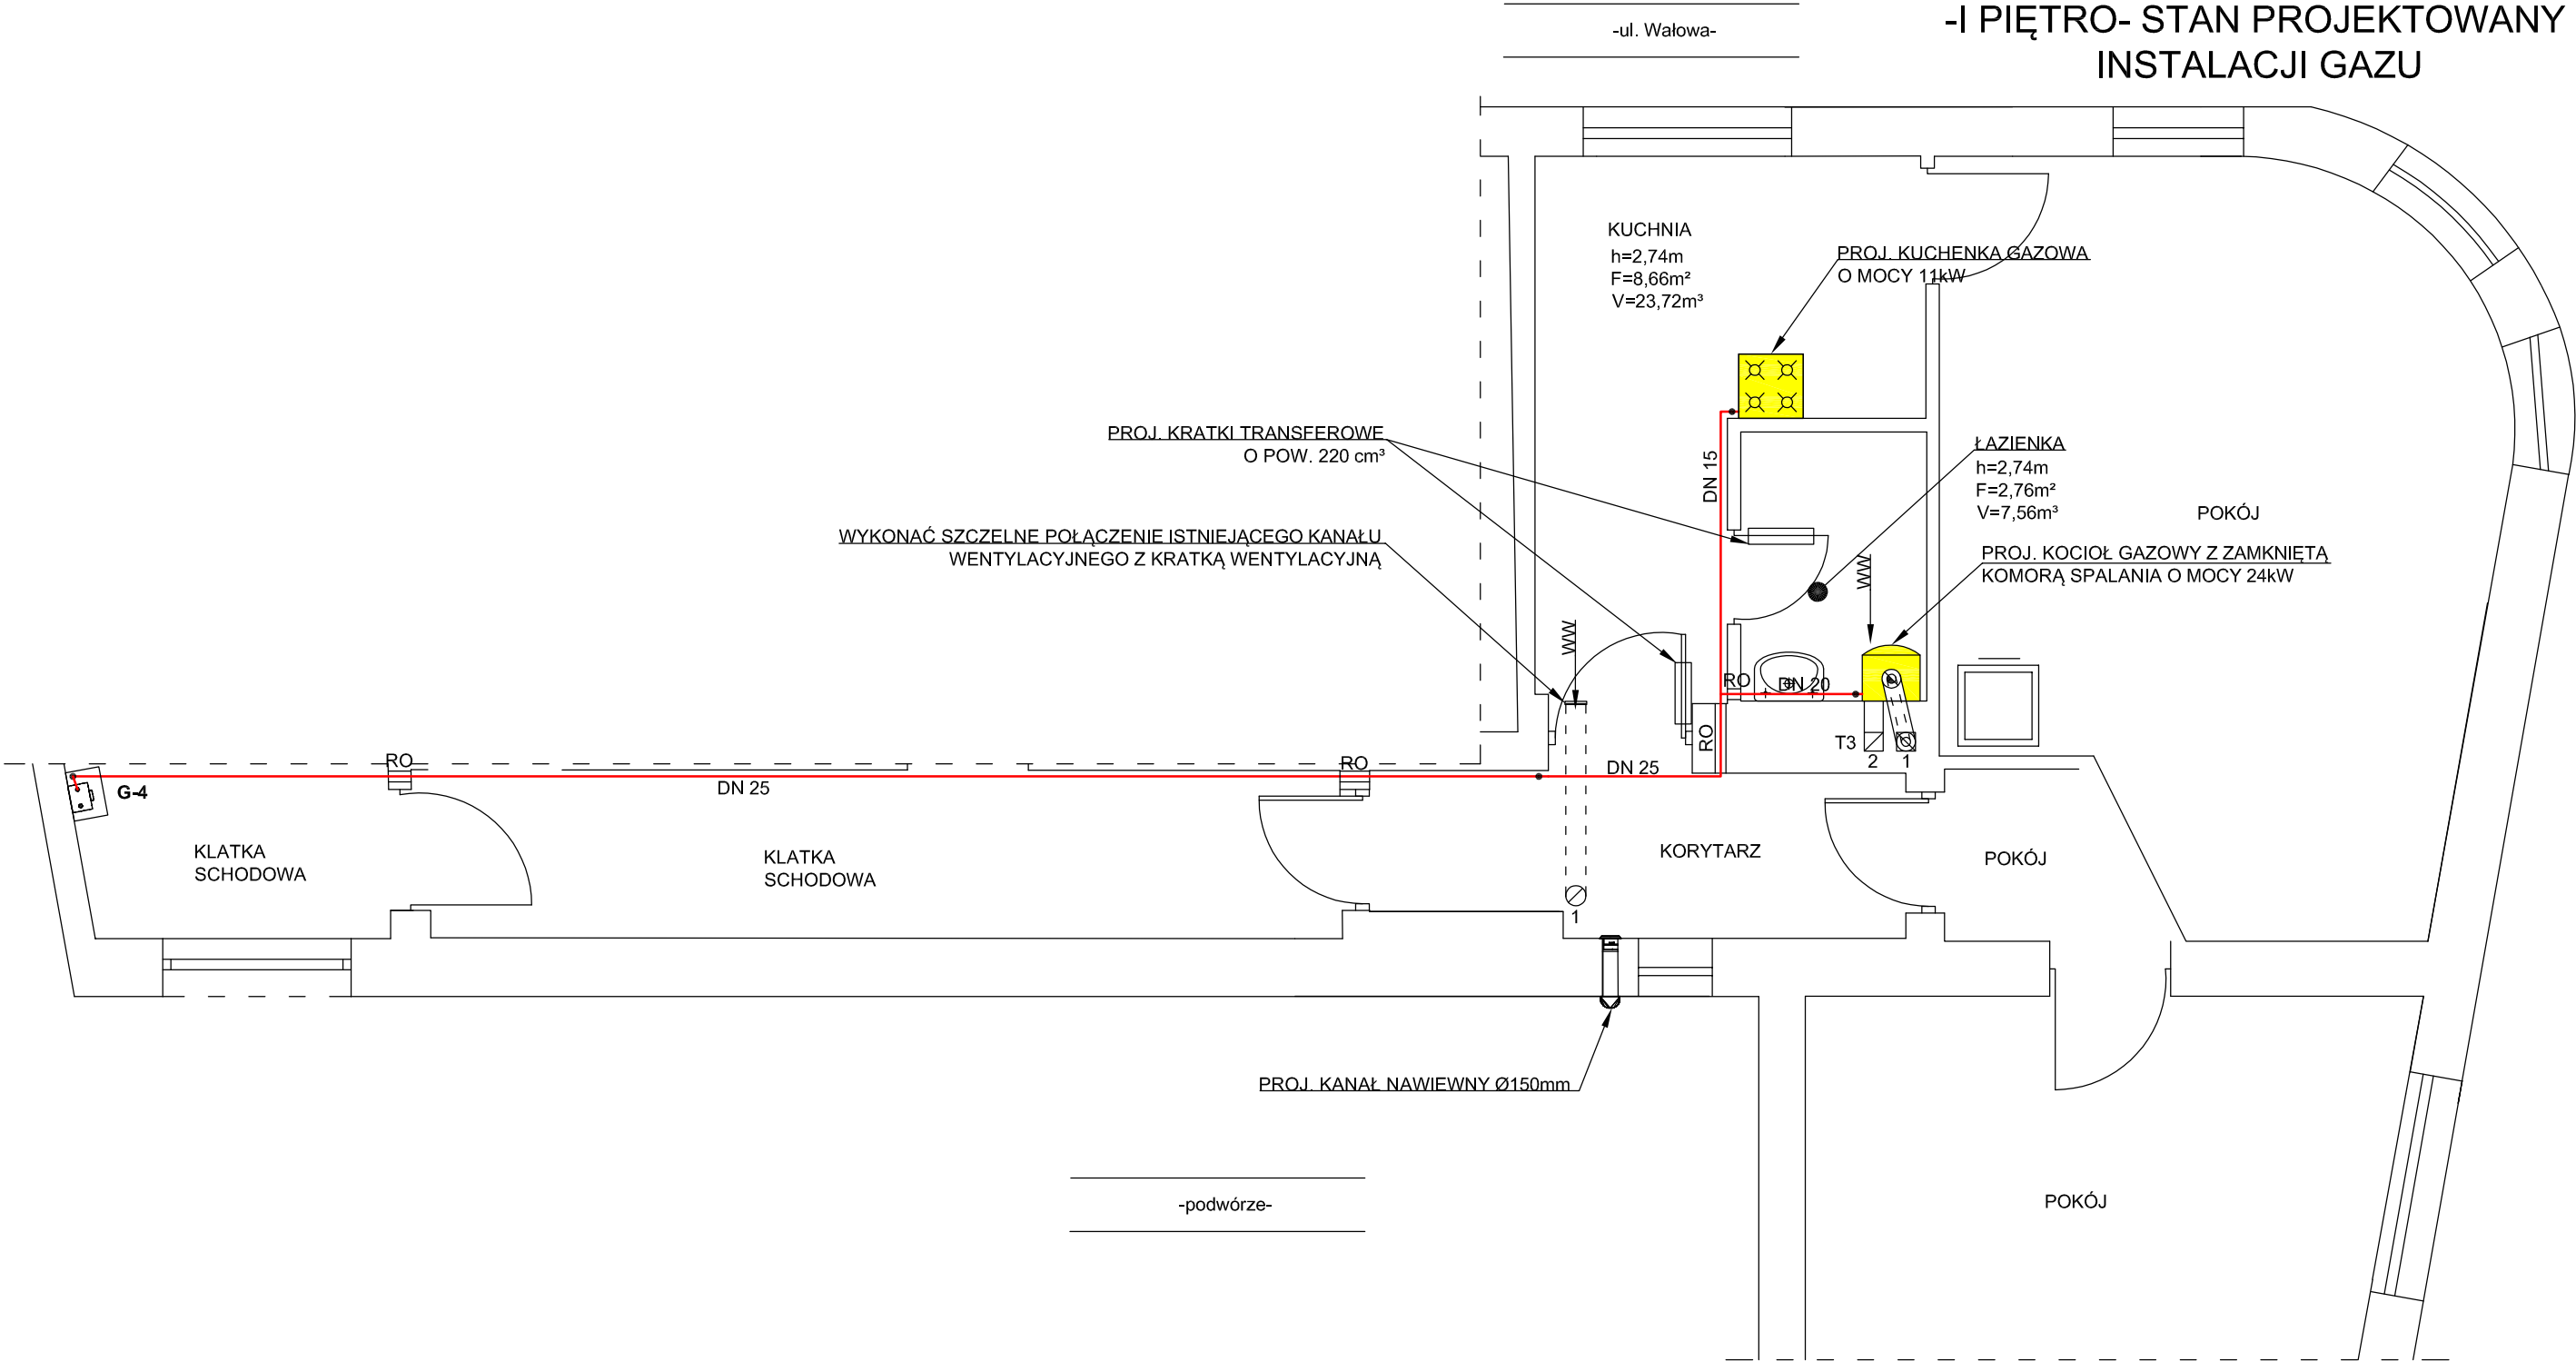 -ul. Wałowa-
-I PIĘTRO- STAN PROJEKTOWANY
INSTALACJI GAZU
KUCHNIA
h=2,74m
F=8,66m²
V=23,72m³
PROJ. KUCHENKA GAZOWA
O MOCY 11kW
PROJ. KRATKI TRANSFEROWE
O POW. 220 cm³
DN 15
ŁAZIENKA
h=2,74m
F=2,76m²
V=7,56m³
POKÓJ
WYKONAĆ SZCZELNE POŁĄCZENIE ISTNIEJĄCEGO KANAŁU
WENTYLACYJNEGO Z KRATKĄ WENTYLACYJNĄ
PROJ. KOCIOŁ GAZOWY Z ZAMKNIĘTĄ
KOMORĄ SPALANIA O MOCY 24kW
WW
WW
RO
DN 20
RO
T3
2
1
RO
RO
DN 25
DN 25
G-4
KLATKA
SCHODOWA
KLATKA
SCHODOWA
KORYTARZ
POKÓJ
1
PROJ. KANAŁ NAWIEWNY Ø150mm
-podwórze-
POKÓJ